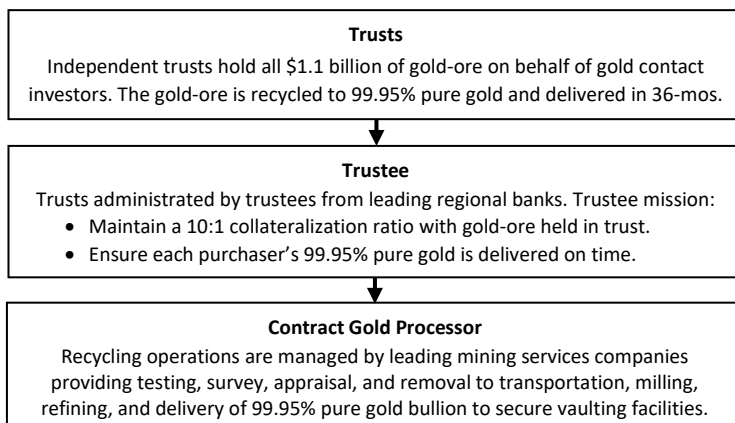 Trusts
Independent trusts hold all $1.1 billion of gold-ore on behalf of gold contact
investors. The gold-ore is recycled to 99.95% pure gold and delivered in 36-mos.
Trustee
Trusts administrated by trustees from leading regional banks. Trustee mission:
• Maintain a 10:1 collateralization ratio with gold-ore held in trust.
• Ensure each purchaser's 99.95% pure gold is delivered on time.
Contract Gold Processor
Recycling operations are managed by leading mining services companies
providing testing, survey, appraisal, and removal to transportation, milling,
refining, and delivery of 99.95% pure gold bullion to secure vaulting facilities.